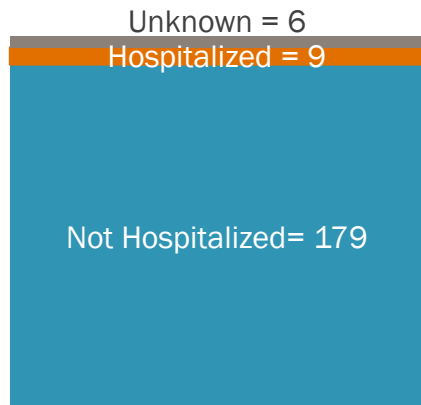 Unknown = 6
Hospitalized = 9
Not Hospitalized= 179